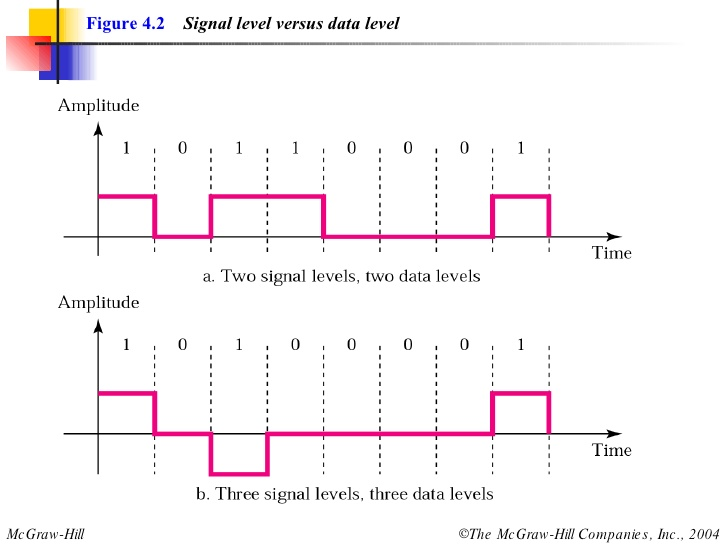 Figure 4.2 Signal level versus data level
Amplitude
1 0 1 1 0 0 0 1
Time
a. Two signal levels, two data levels
Amplitude
1 0 1 0 0 0 0 1
Time
b. Three signal levels, three data levels
McGraw-Hill ©The McGraw-Hill Companies, Inc., 2004